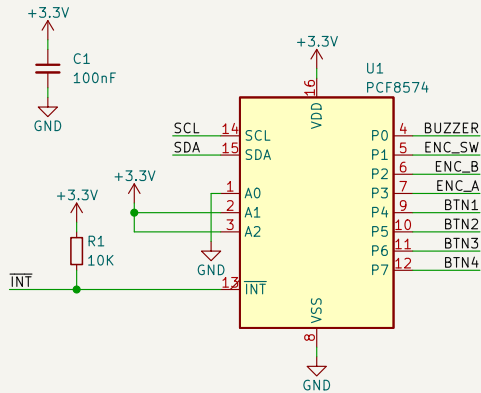 +3.3V
C1
100nF
GND
+3.3V
U1
PCF8574
16
VDD
SCL 14 SCL
SDA 15 SDA
1 A0
2 A1
3 A2
+3.3V
GND
+3.3V
R1
10K
INT
13 INT
P0 4 BUZZER
P1 5 ENC_SW
P2 6 ENC_B
P3 7 ENC_A
P4 9 BTN1
P5 10 BTN2
P6 11 BTN3
P7 12 BTN4
VSS
8
GND